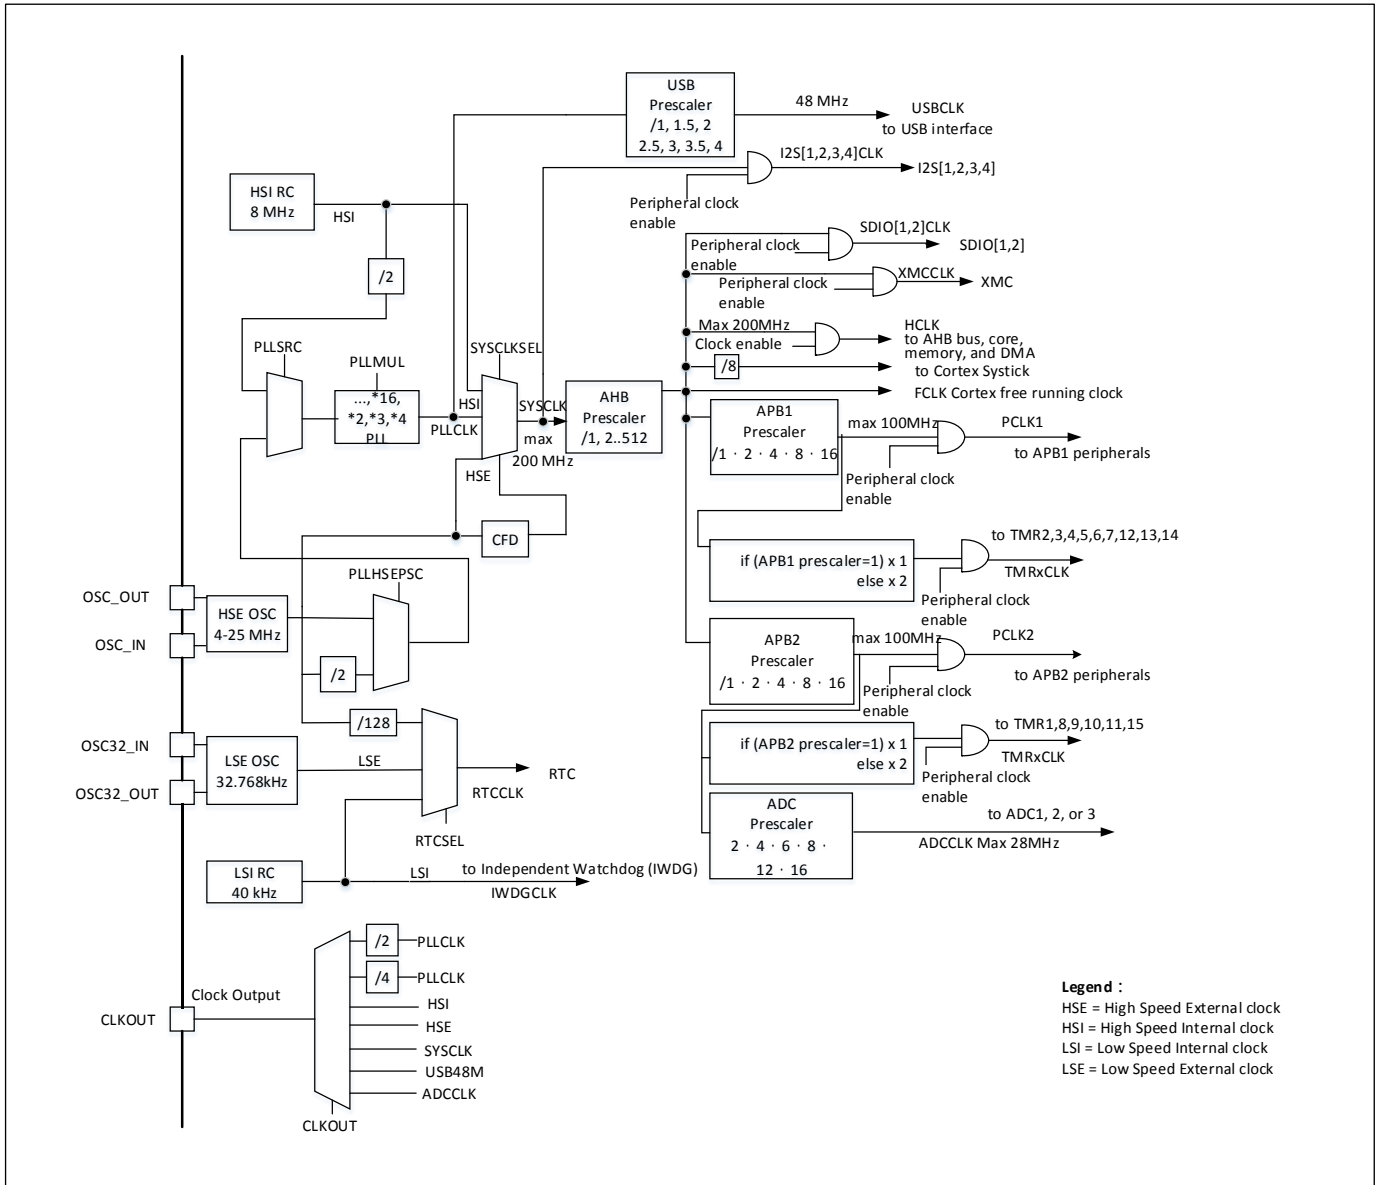 USB
Prescaler
/1, 1.5, 2
2.5, 3, 3.5, 4
48 MHz
USBCLK
to USB interface
I2S[1,2,3,4]CLK
I2S[1,2,3,4]
Peripheral clock
enable
HSI RC
8 MHz
HSI
/2
SDIO[1,2]CLK
SDIO[1,2]
Peripheral clock
enable
XMCCLK
XMC
Peripheral clock
enable
Max 200MHz
Clock enable
HCLK
to AHB bus, core,
memory, and DMA
/8
to Cortex Systick
FCLK Cortex free running clock
PLLSRC
PLLMUL
...,*16,
*2,*3,*4
PLL
PLLCLK
SYSCLKSEL
HSI
HSE
SYSCLK
max
200 MHz
AHB
Prescaler
/1, 2..512
CFD
APB1
Prescaler
/1 · 2 · 4 · 8 · 16
max 100MHz
PCLK1
to APB1 peripherals
Peripheral clock
enable
if (APB1 prescaler=1) x 1
else x 2
to TMR2,3,4,5,6,7,12,13,14
TMRxCLK
Peripheral clock
enable
PLLHSEPSC
OSC_OUT
OSC_IN
HSE OSC
4-25 MHz
/2
APB2
Prescaler
/1 · 2 · 4 · 8 · 16
max 100MHz
PCLK2
to APB2 peripherals
Peripheral clock
enable
/128
OSC32_IN
OSC32_OUT
LSE OSC
32.768kHz
LSE
RTCCLK
RTC
RTCSEL
if (APB2 prescaler=1) x 1
else x 2
to TMR1,8,9,10,11,15
TMRxCLK
Peripheral clock
enable
ADC
Prescaler
2 · 4 · 6 · 8 ·
12 · 16
to ADC1, 2, or 3
ADCCLK Max 28MHz
LSI RC
40 kHz
LSI
to Independent Watchdog (IWDG)
IWDGCLK
/2
PLLCLK
/4
PLLCLK
HSI
HSE
SYSCLK
USB48M
ADCCLK
Clock Output
CLKOUT
CLKOUT
Legend：
HSE = High Speed External clock
HSI = High Speed Internal clock
LSI = Low Speed Internal clock
LSE = Low Speed External clock